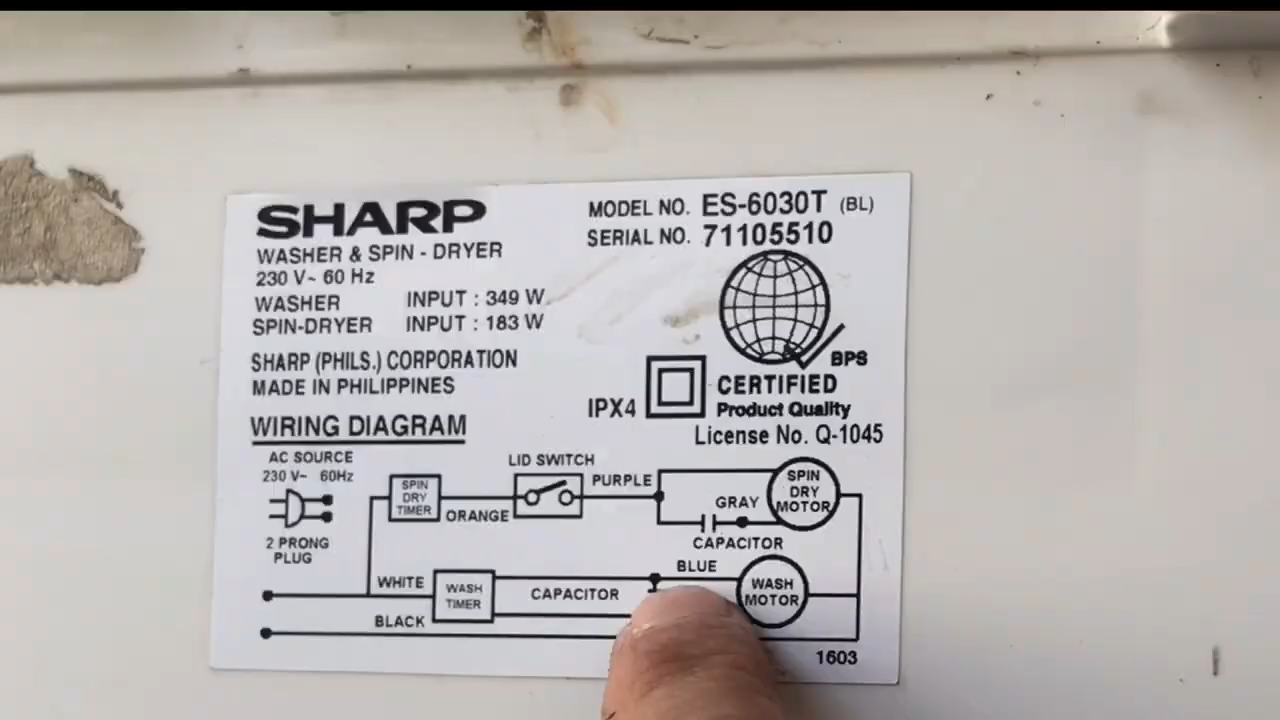 SHARP
WASHER & SPIN - DRYER
230 V~ 60 Hz
WASHER INPUT : 349 W
SPIN-DRYER INPUT : 183 W
SHARP (PHILS.) CORPORATION
MADE IN PHILIPPINES
MODEL NO. ES-6030T (BL)
SERIAL NO. 71105510
BPS
IPX4
CERTIFIED
Product Quality
License No. Q-1045
WIRING DIAGRAM
AC SOURCE
230 V~ 60Hz
2 PRONG
PLUG
SPIN
DRY
TIMER
ORANGE
LID SWITCH
PURPLE
GRAY
CAPACITOR
SPIN
DRY
MOTOR
WHITE
BLACK
WASH
TIMER
CAPACITOR
BLUE
WASH
MOTOR
1603